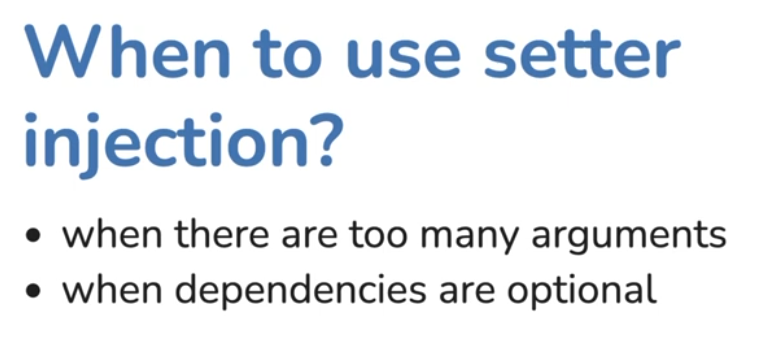 When to use setter
injection?
• when there are too many arguments
• when dependencies are optional